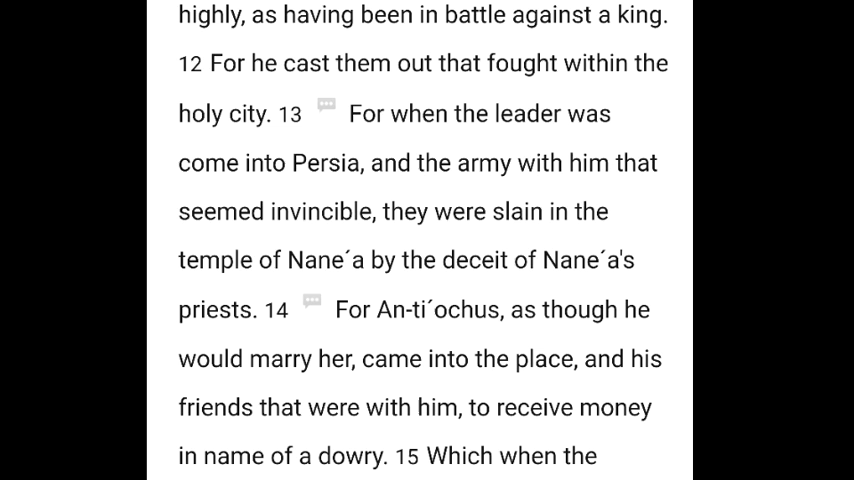 highly, as having been in battle against a king.
12 For he cast them out that fought within the
holy city. 13 For when the leader was
come into Persia, and the army with him that
seemed invincible, they were slain in the
temple of Nane´a by the deceit of Nane´a's
priests. 14 For An-ti´ochus, as though he
would marry her, came into the place, and his
friends that were with him, to receive money
in name of a dowry. 15 Which when the